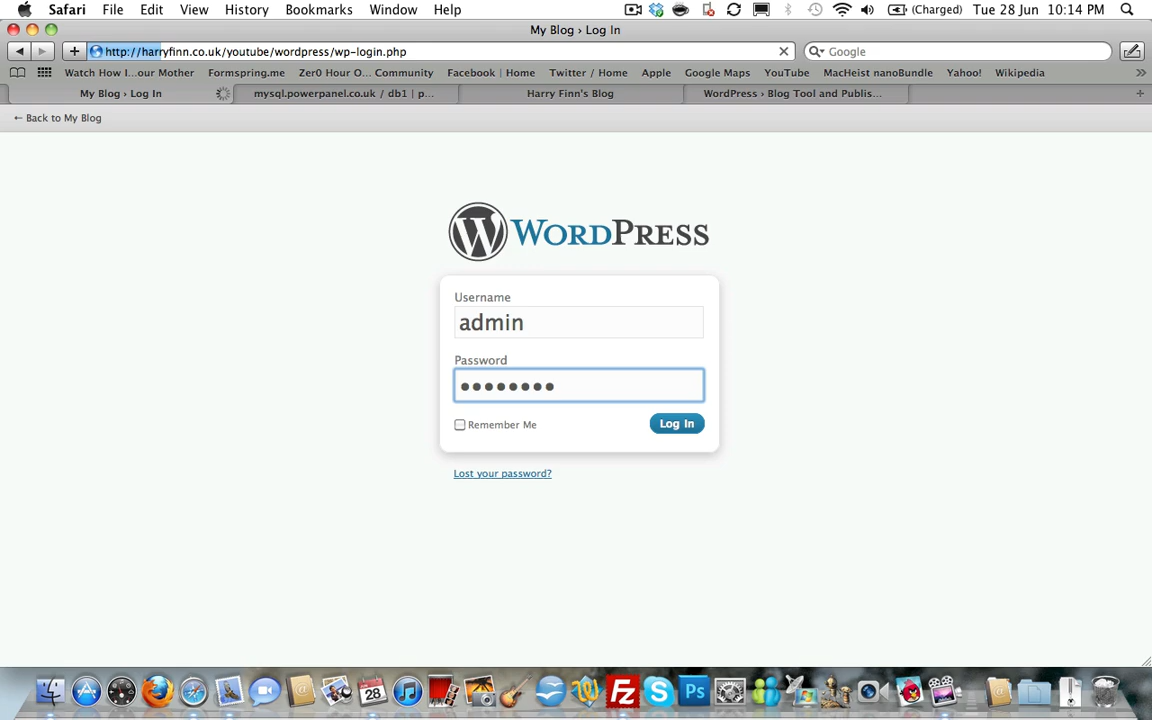 Safari File Edit View History Bookmarks Window Help (Charged) Tue 28 Jun 10:14 PM
My Blog › Log In
http://harryfinn.co.uk/youtube/wordpress/wp-login.php Google
Watch How I...our Mother Formspring.me Zer0 Hour O... Community Facebook | Home Twitter / Home Apple Google Maps YouTube MacHeist nanoBundle Yahoo! Wikipedia
My Blog › Log In mysql.powerpanel.co.uk / db1 | p... Harry Finn's Blog WordPress › Blog Tool and Publis...
← Back to My Blog
WORDPRESS
Username
admin
Password
••••••••
Remember Me Log In
Lost your password?
28 Fz S Ps